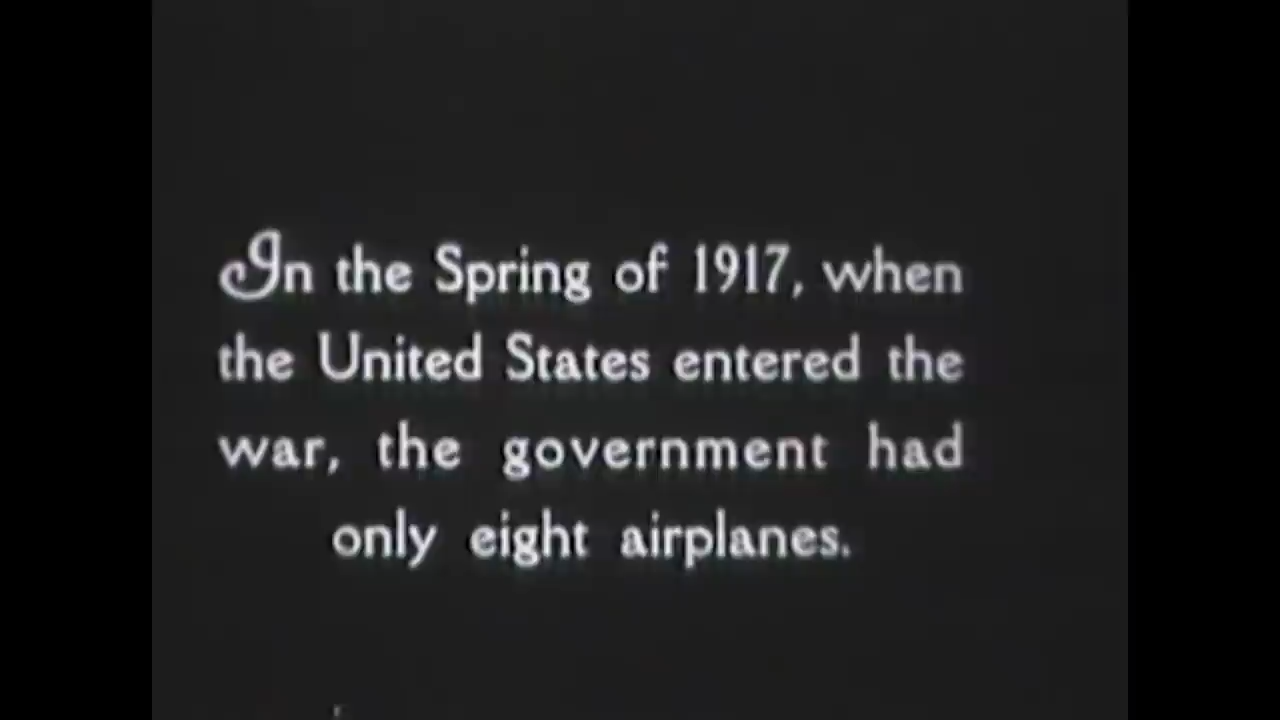 In the Spring of 1917, when
the United States entered the
war, the government had
only eight airplanes.